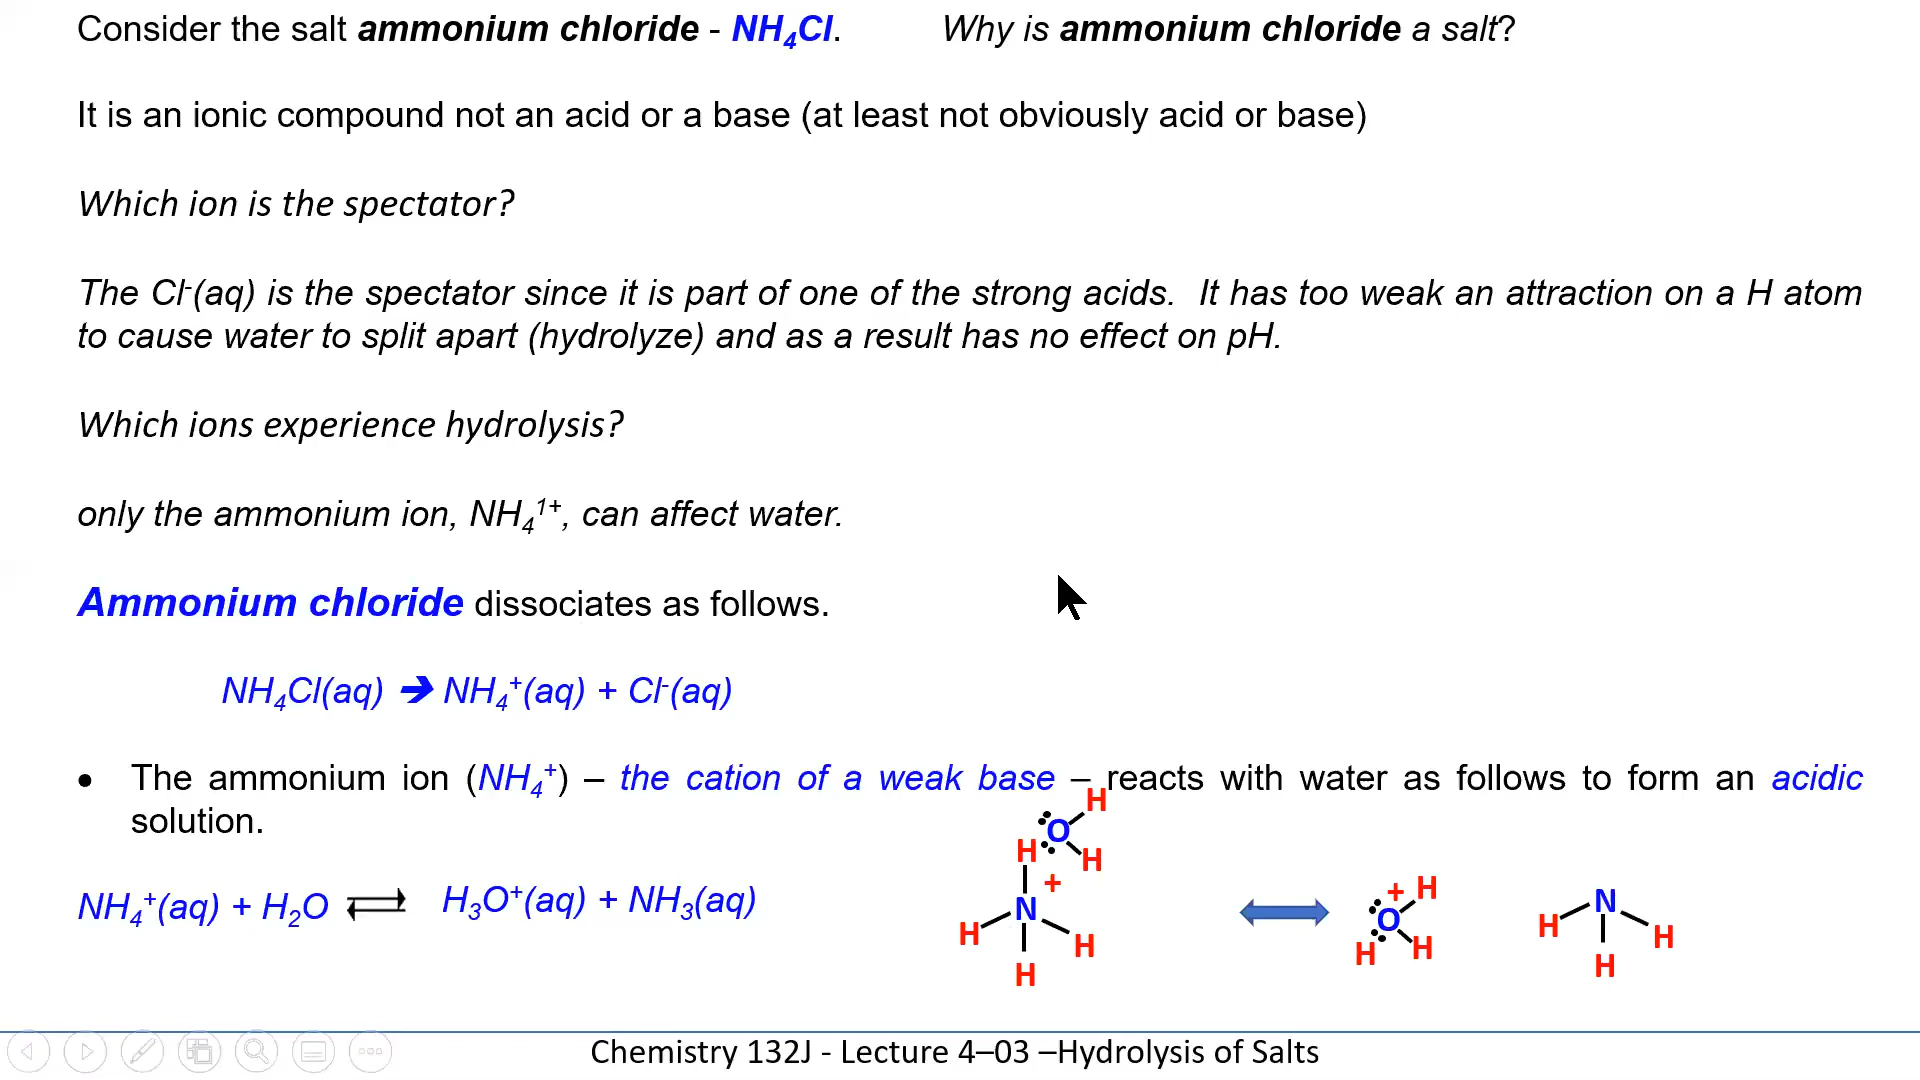 Consider the salt ammonium chloride - NH₄Cl. Why is ammonium chloride a salt?
It is an ionic compound not an acid or a base (at least not obviously acid or base)
Which ion is the spectator?
The Cl⁻(aq) is the spectator since it is part of one of the strong acids. It has too weak an attraction on a H atom
to cause water to split apart (hydrolyze) and as a result has no effect on pH.
Which ions experience hydrolysis?
only the ammonium ion, NH₄¹⁺, can affect water.
Ammonium chloride dissociates as follows.
NH₄Cl(aq) ➔ NH₄⁺(aq) + Cl⁻(aq)
• The ammonium ion (NH₄⁺) – the cation of a weak base – reacts with water as follows to form an acidic
solution.
NH₄⁺(aq) + H₂O ⇌ H₃O⁺(aq) + NH₃(aq)
H
O
H H
+
N
H H
H
+ H
O
H H
N
H H
H
Chemistry 132J - Lecture 4–03 –Hydrolysis of Salts